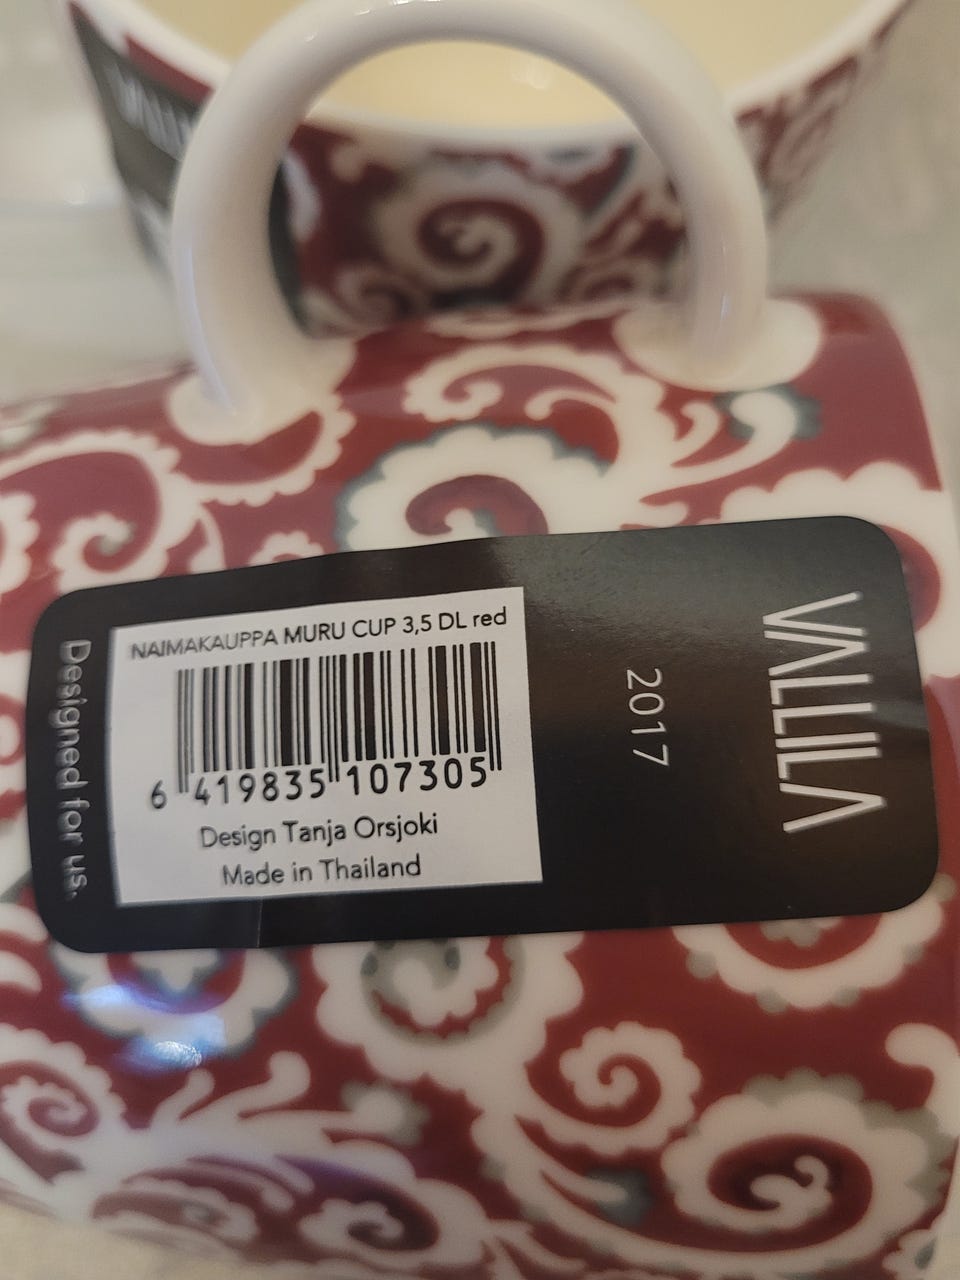 NAIMAKAUPPA MURU CUP 3,5 DL red
6 419835 107305
Design Tanja Orsjoki
Made in Thailand
Designed for us.
2017
VALLILA